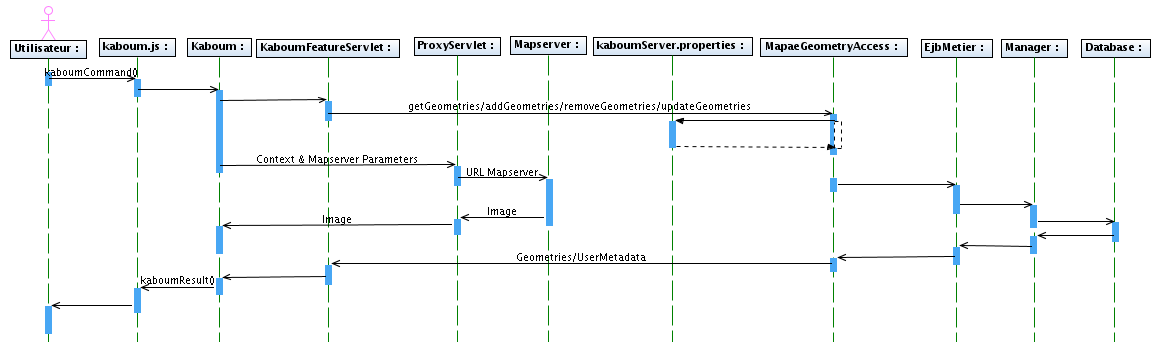 Utilisateur :
kaboum.js :
Kaboum :
KaboumFeatureServlet :
ProxyServlet :
Mapserver :
kaboumServer.properties :
MapaeGeometryAccess :
EjbMetier :
Manager :
Database :
kaboumCommand()
getGeometries/addGeometries/removeGeometries/updateGeometries
Context & Mapserver Parameters
URL Mapserver
Image
Image
Geometries/UserMetadata
kaboumResult()